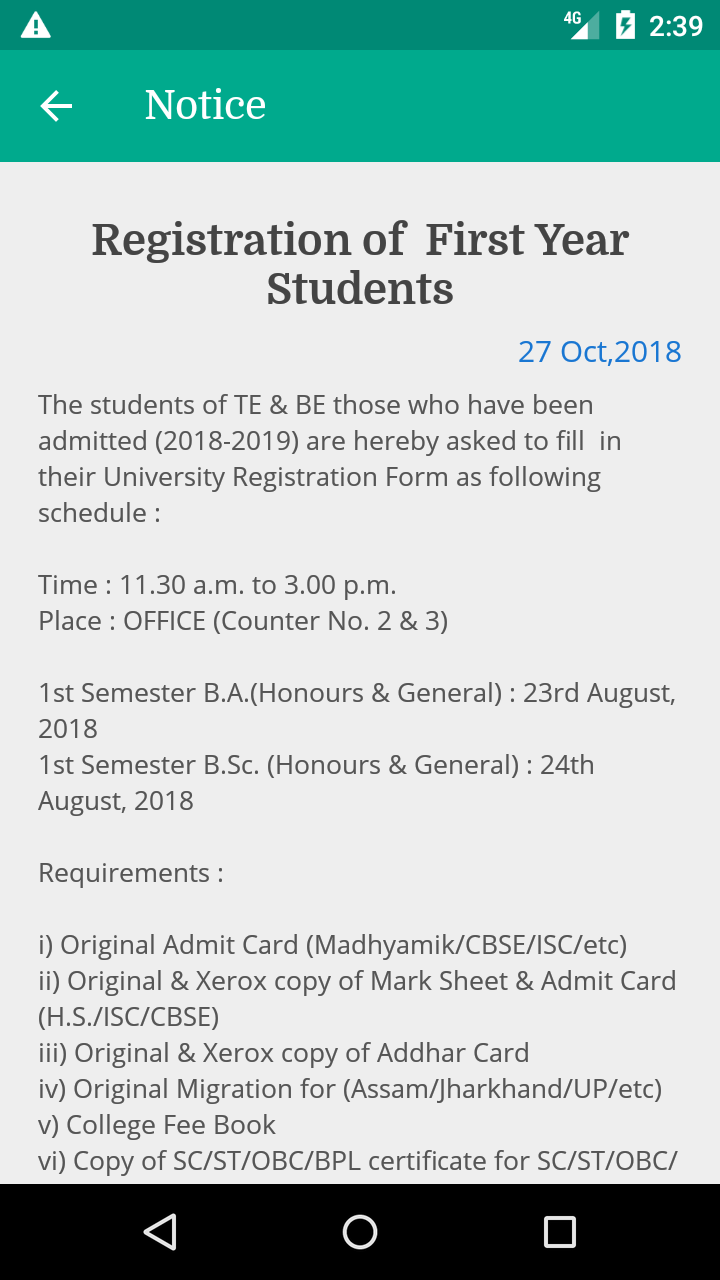 4G 2:39
Notice
Registration of  First Year
Students
27 Oct,2018
The students of TE & BE those who have been
admitted (2018-2019) are hereby asked to fill  in
their University Registration Form as following
schedule :
Time : 11.30 a.m. to 3.00 p.m.
Place : OFFICE (Counter No. 2 & 3)
1st Semester B.A.(Honours & General) : 23rd August,
2018
1st Semester B.Sc. (Honours & General) : 24th
August, 2018
Requirements :
i) Original Admit Card (Madhyamik/CBSE/ISC/etc)
ii) Original & Xerox copy of Mark Sheet & Admit Card
(H.S./ISC/CBSE)
iii) Original & Xerox copy of Addhar Card
iv) Original Migration for (Assam/Jharkhand/UP/etc)
v) College Fee Book
vi) Copy of SC/ST/OBC/BPL certificate for SC/ST/OBC/